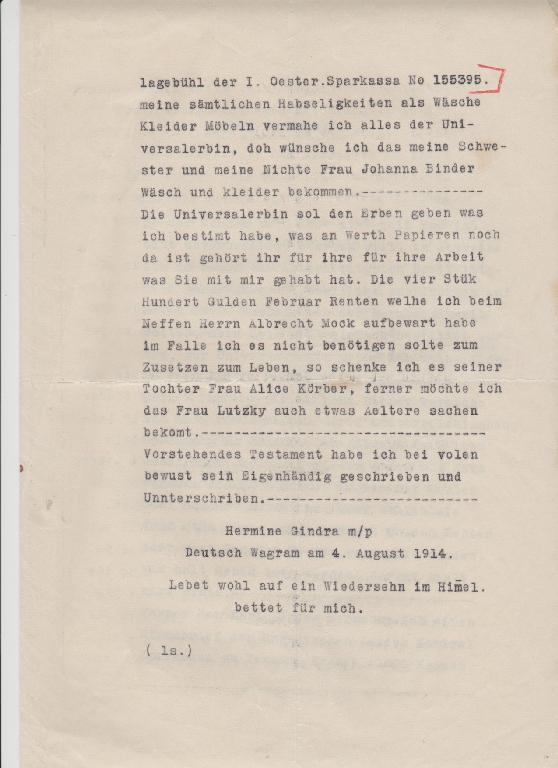 lagebühl der I. Oester.Sparkassa No 155395.
meine sämtlichen Habseligkeiten als Wäsche
Kleider Möbeln vermahe ich alles der Uni-
versalerbin, doh wünsche ich das meine Schwe-
ster und meine Nichte Frau Johanna Binder
Wäsch und kleider bekommen.---------------
Die Universalerbin sol den Erben geben was
ich bestimt habe, was an Werth Papieren noch
da ist gehört ihr für ihre für ihre Arbeit
was Sie mit mir gehabt hat. Die vier Stük
Hundert Gulden Februar Renten welhe ich beim
Neffen Herrn Albrecht Mock aufbewart habe
im Falle ich es nicht benötigen solte zum
Zusetzen zum Leben, so schenke ich es seiner
Tochter Frau Alice Körber, ferner möchte ich
das Frau Lutzky auch etwas Aeltere sachen
bekomt.-----------------------------------
Vorstehendes Testament habe ich bei volen
bewust sein Eigenhändig geschrieben und
Unnterschriben.--------------------------
Hermine Gindra m/p
Deutsch Wagram am 4. August 1914.
Lebet wohl auf ein Wiedersehn im Him̄el.
bettet für mich.
( ls.)